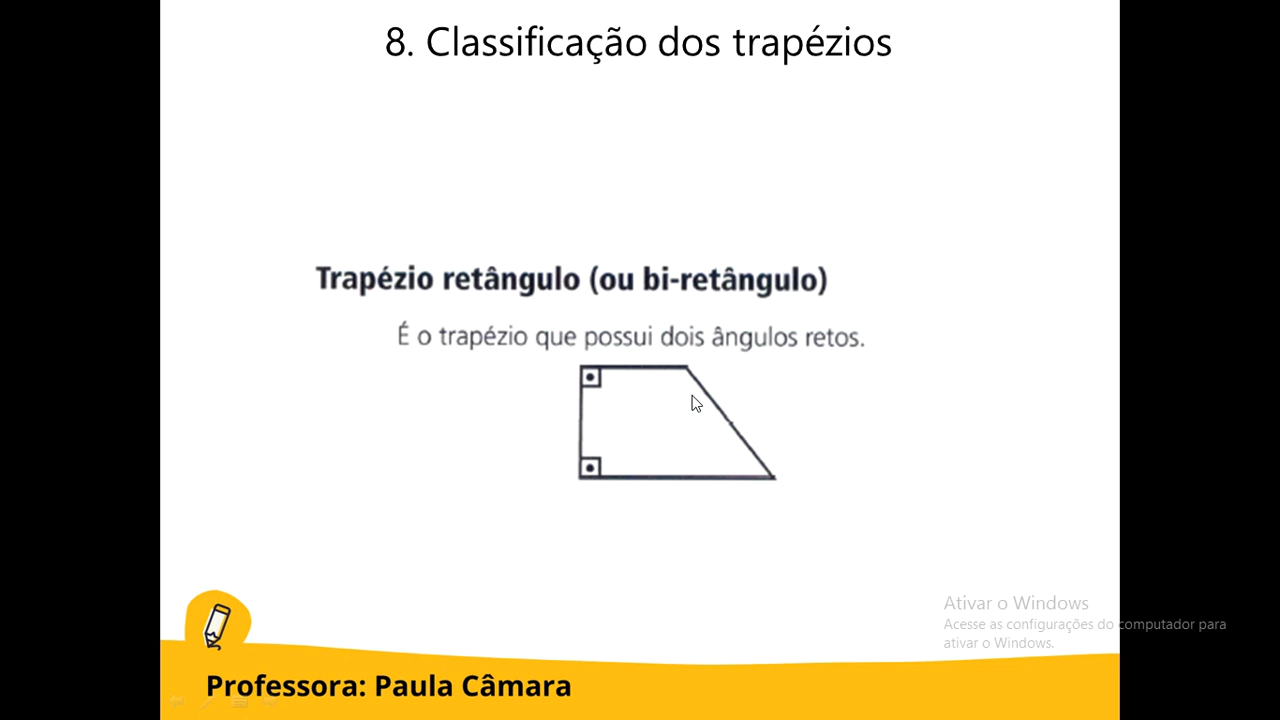 8. Classificação dos trapézios
Trapézio retângulo (ou bi-retângulo)
É o trapézio que possui dois ângulos retos.
Ativar o Windows
Acesse as configurações do computador para
ativar o Windows.
Professora: Paula Câmara